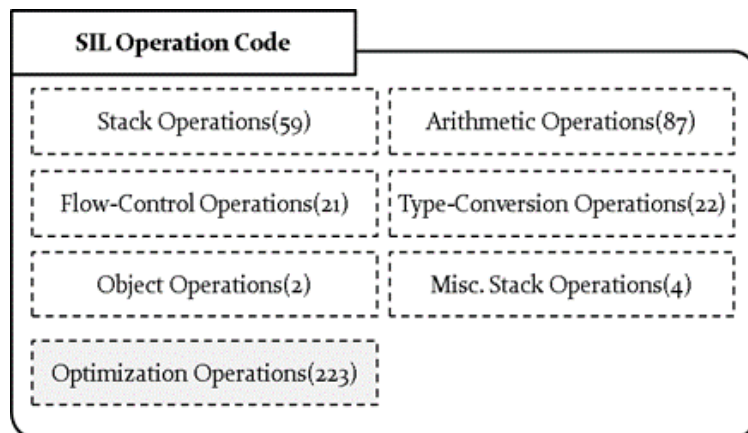 SIL Operation Code
Stack Operations(59)
Arithmetic Operations(87)
Flow-Control Operations(21)
Type-Conversion Operations(22)
Object Operations(2)
Misc. Stack Operations(4)
Optimization Operations(223)